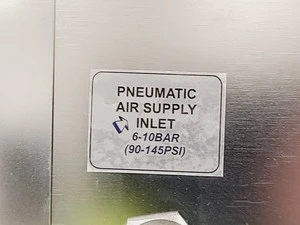 PNEUMATIC
AIR SUPPLY
INLET
6-10BAR
(90-145PSI)